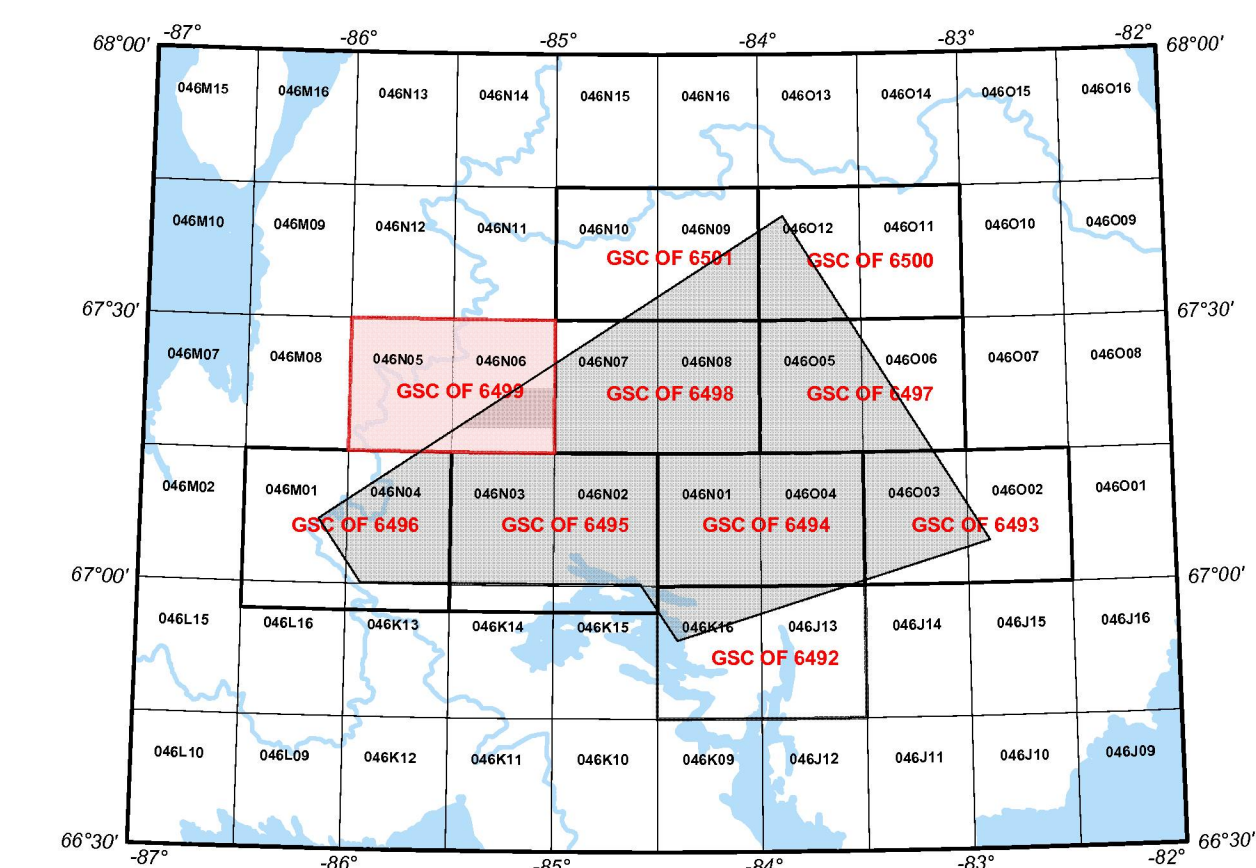 -87° -86° -85° -84° -83° -82°
68°00' 68°00'
046M15 046M16 046N13 046N14 046N15 046N16 046O13 046O14 046O15 046O16
046M10 046M09 046N12 046N11 046N10 046N09 046O12 046O11 046O10 046O09
GSC OF 6501 GSC OF 6500
67°30' 67°30'
046M07 046M08 046N05 046N06 046N07 046N08 046O05 046O06 046O07 046O08
GSC OF 6499 GSC OF 6498 GSC OF 6497
046M02 046M01 046N04 046N03 046N02 046N01 046O04 046O03 046O02 046O01
GSC OF 6496 GSC OF 6495 GSC OF 6494 GSC OF 6493
67°00' 67°00'
046L15 046L16 046K13 046K14 046K15 046K16 046J13 046J14 046J15 046J16
GSC OF 6492
046L10 046L09 046K12 046K11 046K10 046K09 046J12 046J11 046J10 046J09
66°30' 66°30'
-87° -86° -85° -84° -83° -82°